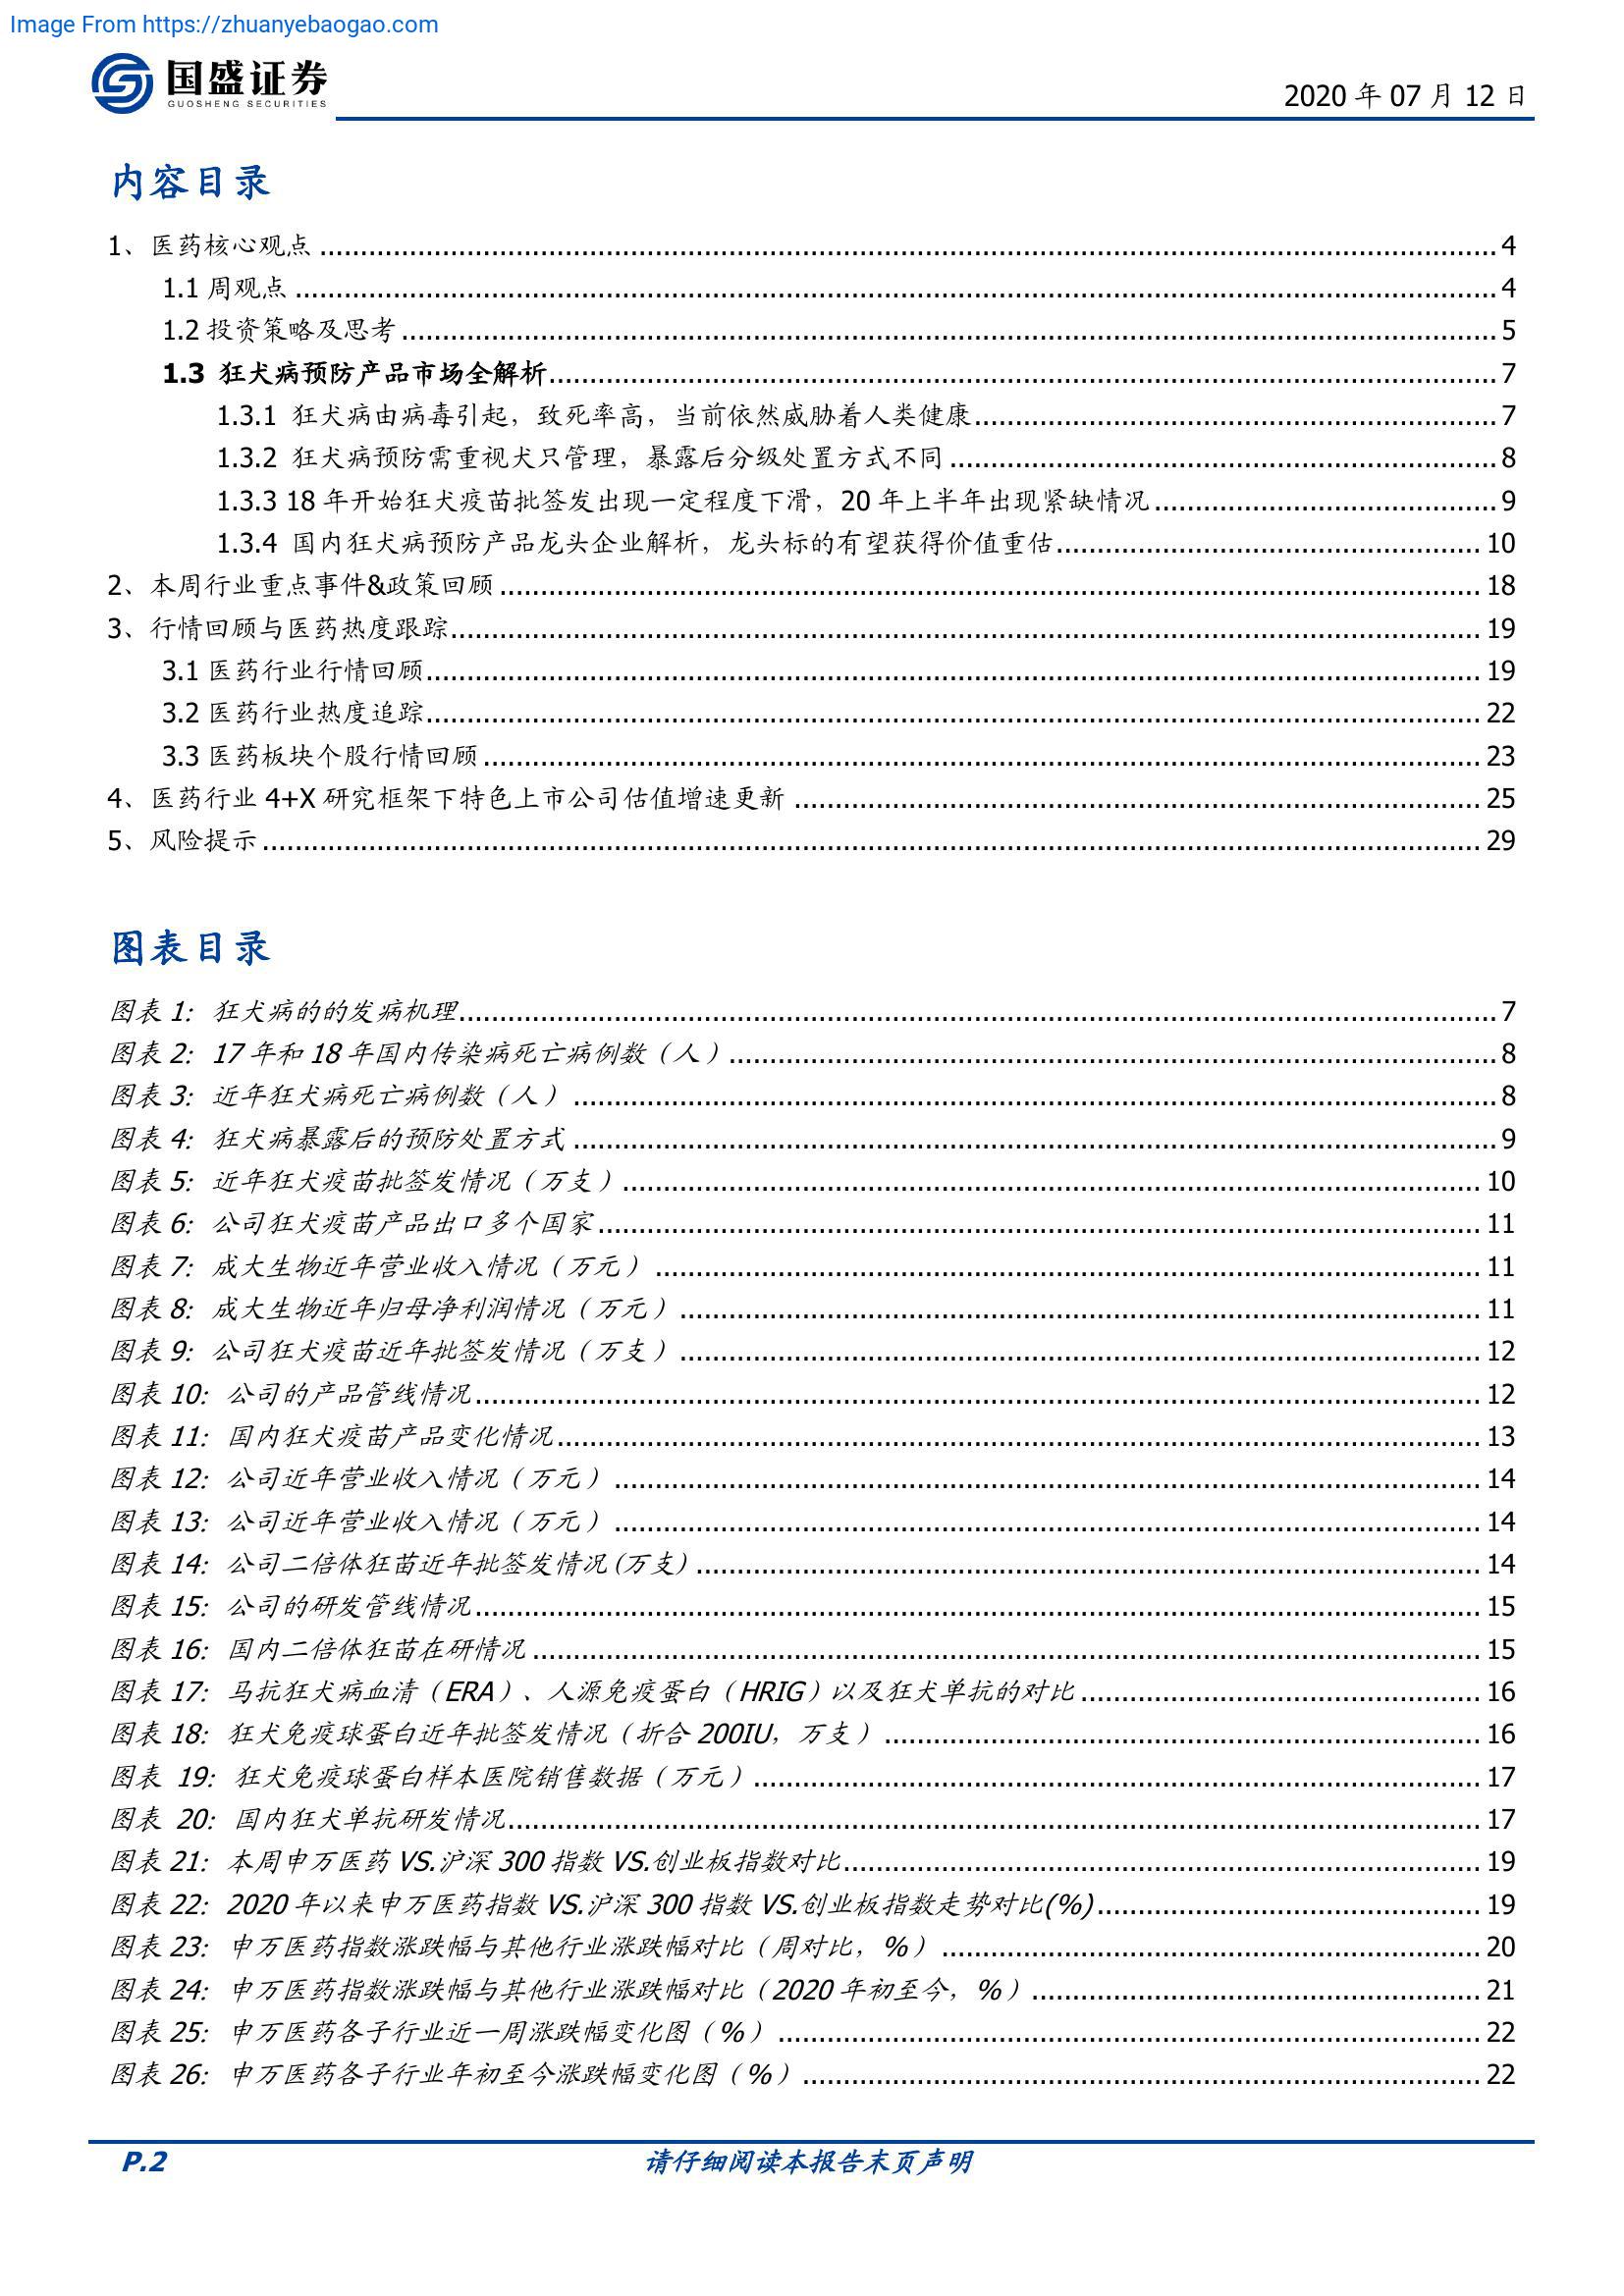 Image From https://zhuanyebaogao.com
国盛证券
GUOSHENG SECURITIES
2020 年 07 月 12 日
内容目录
1、医药核心观点 ........ 4
1.1 周观点 ........ 4
1.2 投资策略及思考 ........ 5
1.3 狂犬病预防产品市场全解析 ........ 7
1.3.1 狂犬病由病毒引起，致死率高，当前依然威胁着人类健康 ........ 7
1.3.2 狂犬病预防需重视犬只管理，暴露后分级处置方式不同 ........ 8
1.3.3 18 年开始狂犬疫苗批签发出现一定程度下滑，20 年上半年出现紧缺情况 ........ 9
1.3.4 国内狂犬病预防产品龙头企业解析，龙头标的有望获得价值重估 ........ 10
2、本周行业重点事件&政策回顾 ........ 18
3、行情回顾与医药热度跟踪 ........ 19
3.1 医药行业行情回顾 ........ 19
3.2 医药行业热度追踪 ........ 22
3.3 医药板块个股行情回顾 ........ 23
4、医药行业 4+X 研究框架下特色上市公司估值增速更新 ........ 25
5、风险提示 ........ 29
图表目录
图表 1: 狂犬病的的发病机理 ........ 7
图表 2: 17 年和 18 年国内传染病死亡病例数（人） ........ 8
图表 3: 近年狂犬病死亡病例数（人） ........ 8
图表 4: 狂犬病暴露后的预防处置方式 ........ 9
图表 5: 近年狂犬疫苗批签发情况（万支） ........ 10
图表 6: 公司狂犬疫苗产品出口多个国家 ........ 11
图表 7: 成大生物近年营业收入情况（万元） ........ 11
图表 8: 成大生物近年归母净利润情况（万元） ........ 11
图表 9: 公司狂犬疫苗近年批签发情况（万支） ........ 12
图表 10: 公司的产品管线情况 ........ 12
图表 11: 国内狂犬疫苗产品变化情况 ........ 13
图表 12: 公司近年营业收入情况（万元） ........ 14
图表 13: 公司近年营业收入情况（万元） ........ 14
图表 14: 公司二倍体狂苗近年批签发情况(万支) ........ 14
图表 15: 公司的研发管线情况 ........ 15
图表 16: 国内二倍体狂苗在研情况 ........ 15
图表 17: 马抗狂犬病血清（ERA）、人源免疫蛋白（HRIG）以及狂犬单抗的对比 ........ 16
图表 18: 狂犬免疫球蛋白近年批签发情况（折合 200IU，万支） ........ 16
图表 19: 狂犬免疫球蛋白样本医院销售数据（万元） ........ 17
图表 20: 国内狂犬单抗研发情况 ........ 17
图表 21: 本周申万医药 VS.沪深 300 指数 VS.创业板指数对比 ........ 19
图表 22: 2020 年以来申万医药指数 VS.沪深 300 指数 VS.创业板指数走势对比(%) ........ 19
图表 23: 申万医药指数涨跌幅与其他行业涨跌幅对比（周对比，%） ........ 20
图表 24: 申万医药指数涨跌幅与其他行业涨跌幅对比（2020 年初至今，%） ........ 21
图表 25: 申万医药各子行业近一周涨跌幅变化图（%） ........ 22
图表 26: 申万医药各子行业年初至今涨跌幅变化图（%） ........ 22
P.2
请仔细阅读本报告末页声明